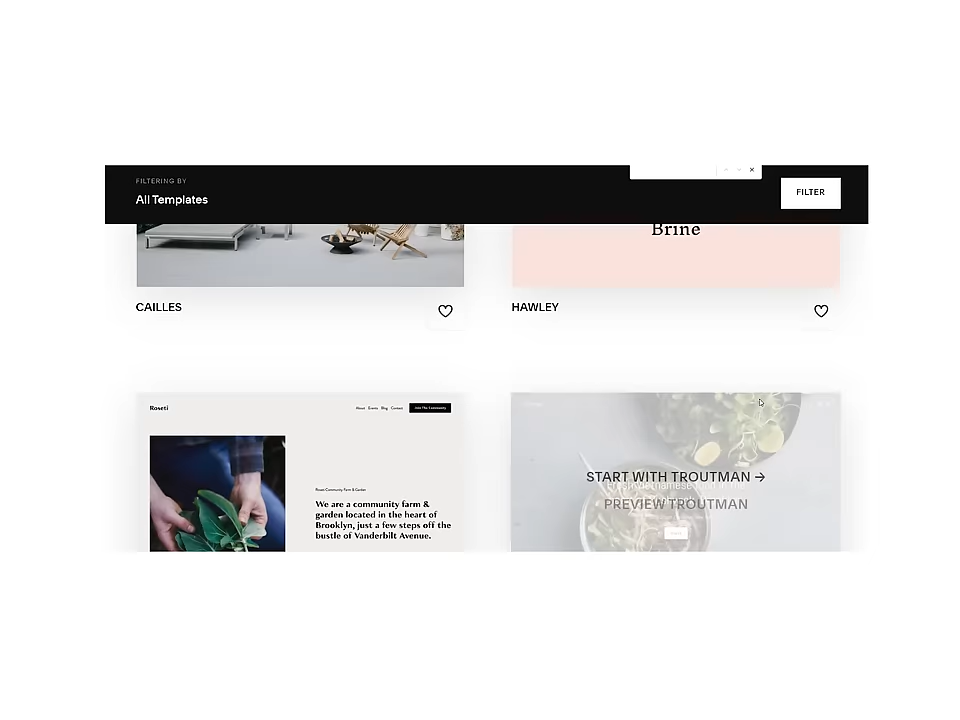 FILTERING BY
All Templates
FILTER
Brine
CAILLES
HAWLEY
Roseti
About Events Blog Contact
Join The Community
START WITH TROUTMAN →
PREVIEW TROUTMAN
Roseti Community Farm & Garden
We are a community farm &
garden located in the heart of
Brooklyn, just a few steps off the
bustle of Vanderbilt Avenue.